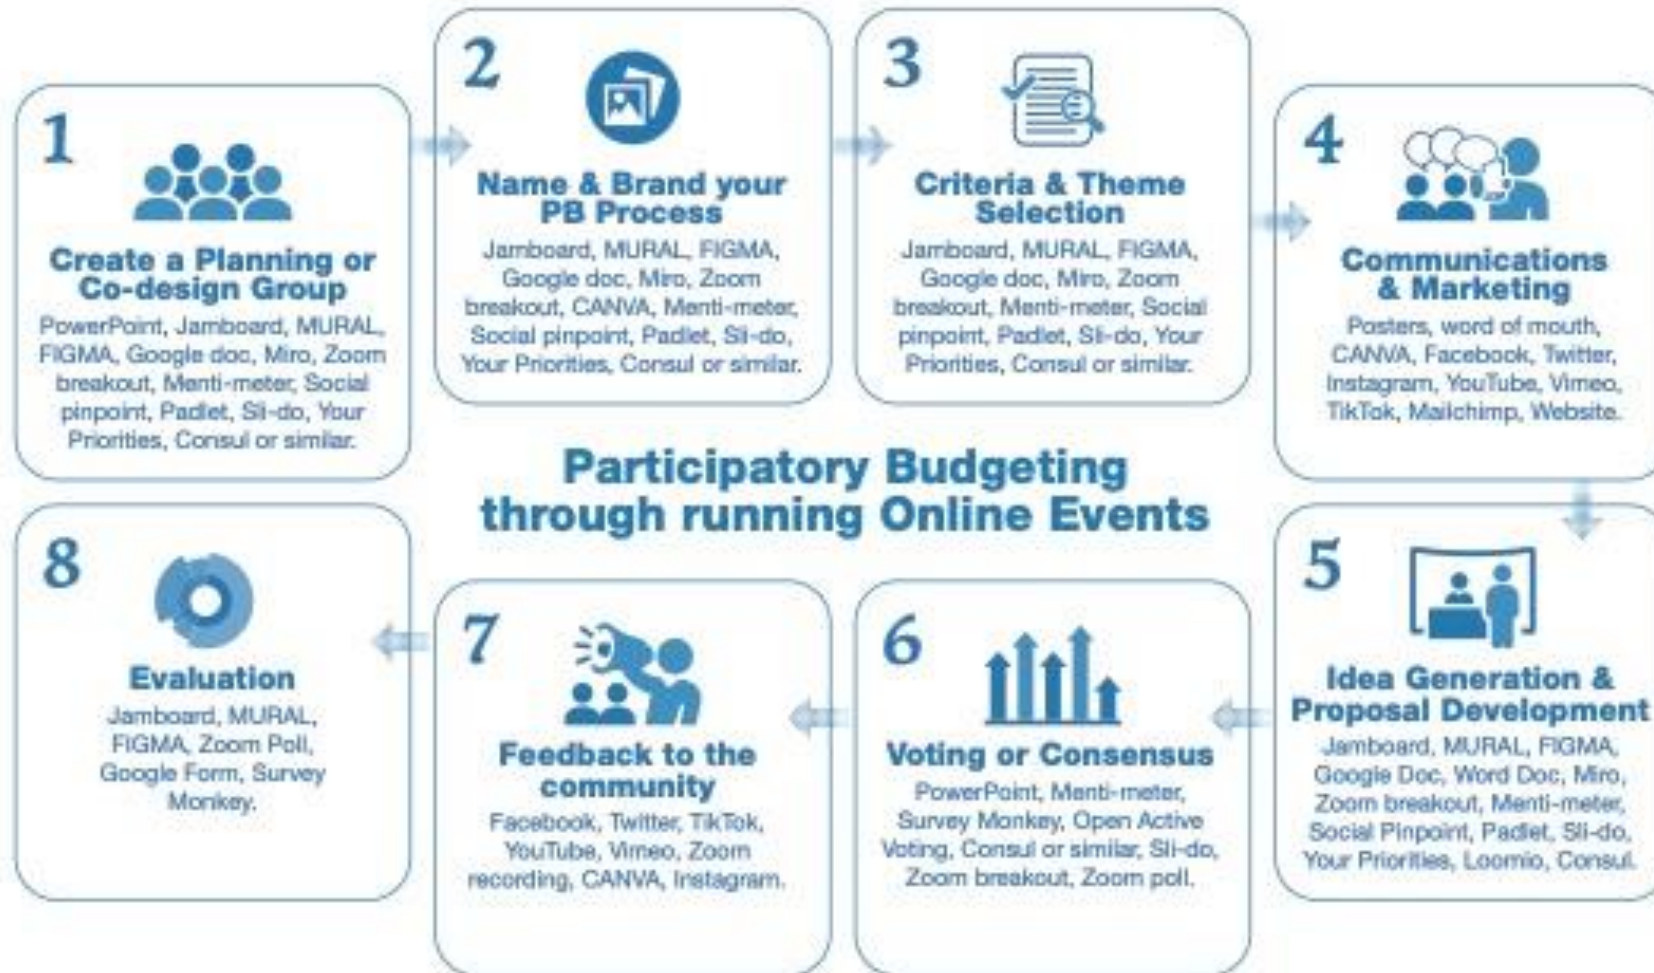 1
Create a Planning or
Co-design Group
PowerPoint, Jamboard, MURAL,
FIGMA, Google doc, Miro, Zoom
breakout, Menti-meter, Social
pinpoint, Padlet, Sli-do, Your
Priorities, Consul or similar.
2
Name & Brand your
PB Process
Jamboard, MURAL, FIGMA,
Google doc, Miro, Zoom
breakout, CANVA, Menti-meter,
Social pinpoint, Padlet, Sli-do,
Your Priorities, Consul or similar.
3
Criteria & Theme
Selection
Jamboard, MURAL, FIGMA,
Google doc, Miro, Zoom
breakout, Menti-meter, Social
pinpoint, Padlet, Sli-do, Your
Priorities, Consul or similar.
4
Communications
& Marketing
Posters, word of mouth,
CANVA, Facebook, Twitter,
Instagram, YouTube, Vimeo,
TikTok, Mailchimp, Website.
Participatory Budgeting
through running Online Events
5
Idea Generation &
Proposal Development
Jamboard, MURAL, FIGMA,
Google Doc, Word Doc, Miro,
Zoom breakout, Menti-meter,
Social Pinpoint, Padlet, Sli-do,
Your Priorities, Loomio, Consul.
6
Voting or Consensus
PowerPoint, Menti-meter,
Survey Monkey, Open Active
Voting, Consul or similar, Sli-do,
Zoom breakout, Zoom poll.
7
Feedback to the
community
Facebook, Twitter, TikTok,
YouTube, Vimeo, Zoom
recording, CANVA, Instagram.
8
Evaluation
Jamboard, MURAL,
FIGMA, Zoom Poll,
Google Form, Survey
Monkey.